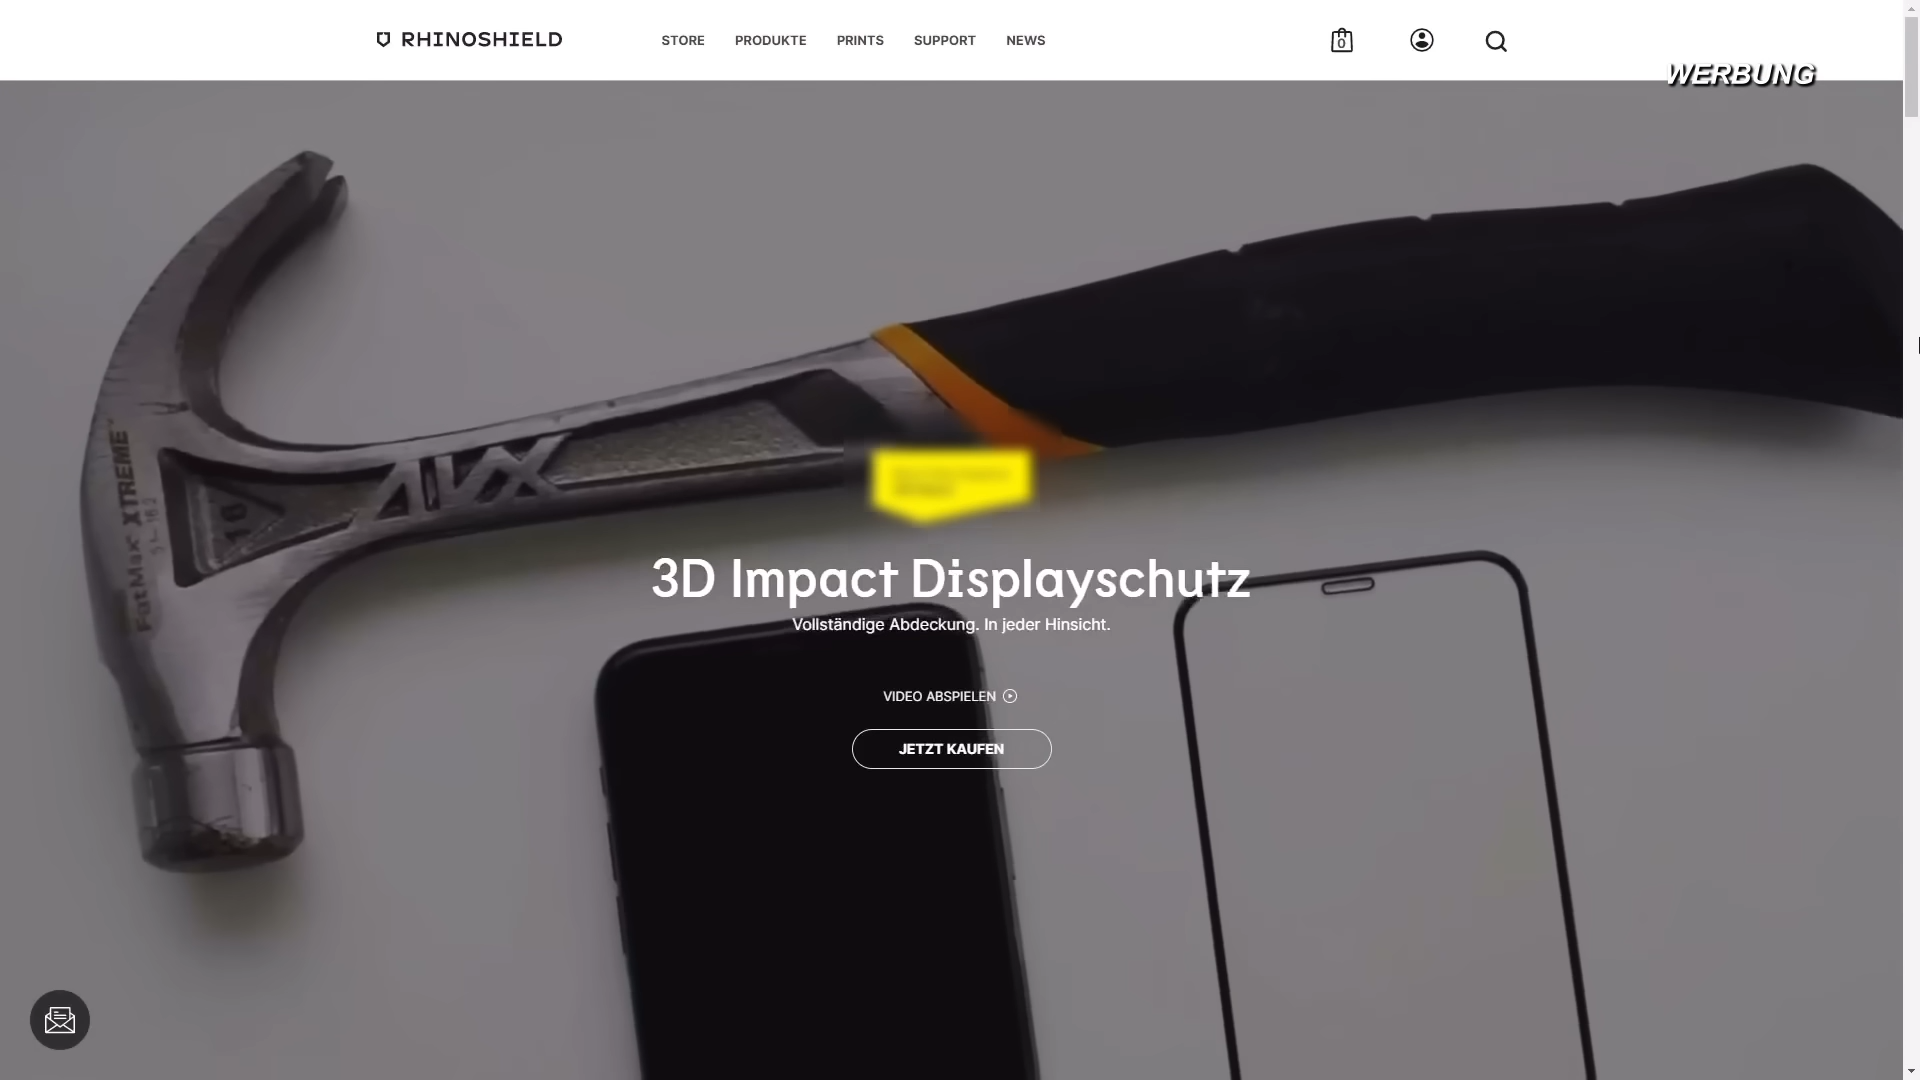 RHINOSHIELD
STORE
PRODUKTE
PRINTS
SUPPORT
NEWS
0
WERBUNG
FatMax XTREME
16
AVX
3D Impact Displayschutz
Vollständige Abdeckung. In jeder Hinsicht.
VIDEO ABSPIELEN
JETZT KAUFEN